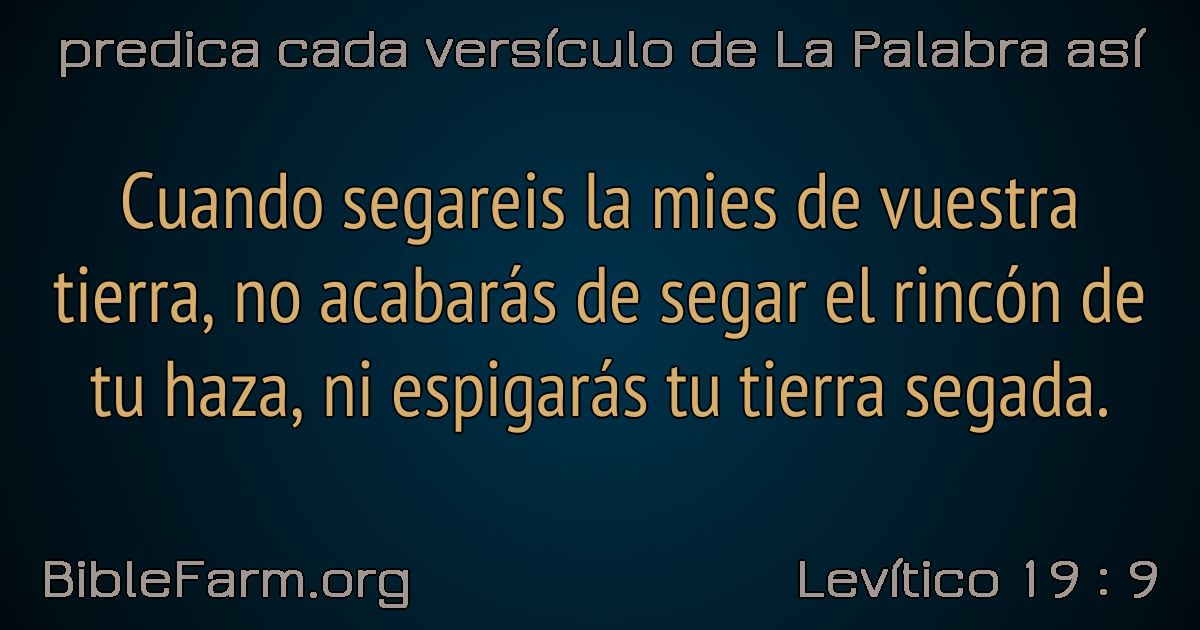 predica cada versículo de La Palabra así
Cuando segareis la mies de vuestra
tierra, no acabarás de segar el rincón de
tu haza, ni espigarás tu tierra segada.
BibleFarm.org
Levítico 19 : 9